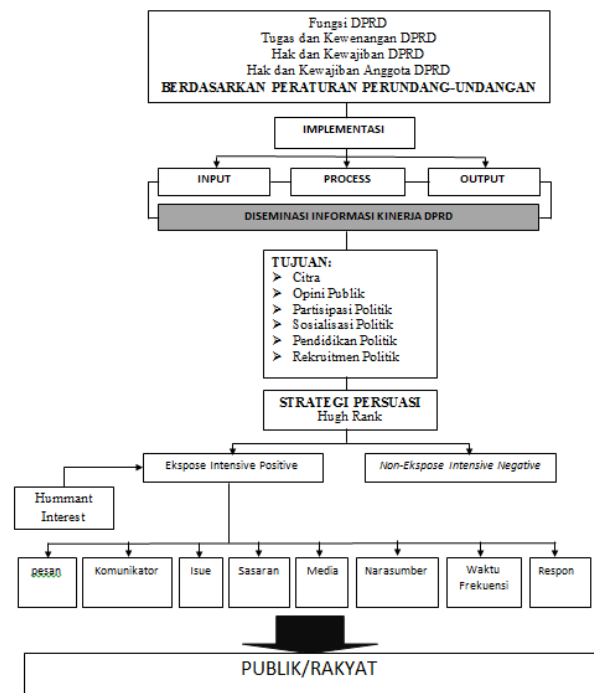 Fungsi DPRD
Tugas dan Kewenangan DPRD
Hak dan Kewajiban DPRD
Hak dan Kewajiban Anggota DPRD
BERDASARKAN PERATURAN PERUNDANG-UNDANGAN
IMPLEMENTASI
INPUT
PROCESS
OUTPUT
DISEMINASI INFORMASI KINERJA DPRD
TUJUAN:
➢ Citra
➢ Opini Publik
➢ Partisipasi Politik
➢ Sosialisasi Politik
➢ Pendidikan Politik
➢ Rekruitmen Politik
STRATEGI PERSUASI
Hugh Rank
Ekspose Intensive Positive
Non-Ekspose Intensive Negative
Hummant
Interest
pesan
Komunikator
Isue
Sasaran
Media
Narasumber
Waktu
Frekuensi
Respon
PUBLIK/RAKYAT